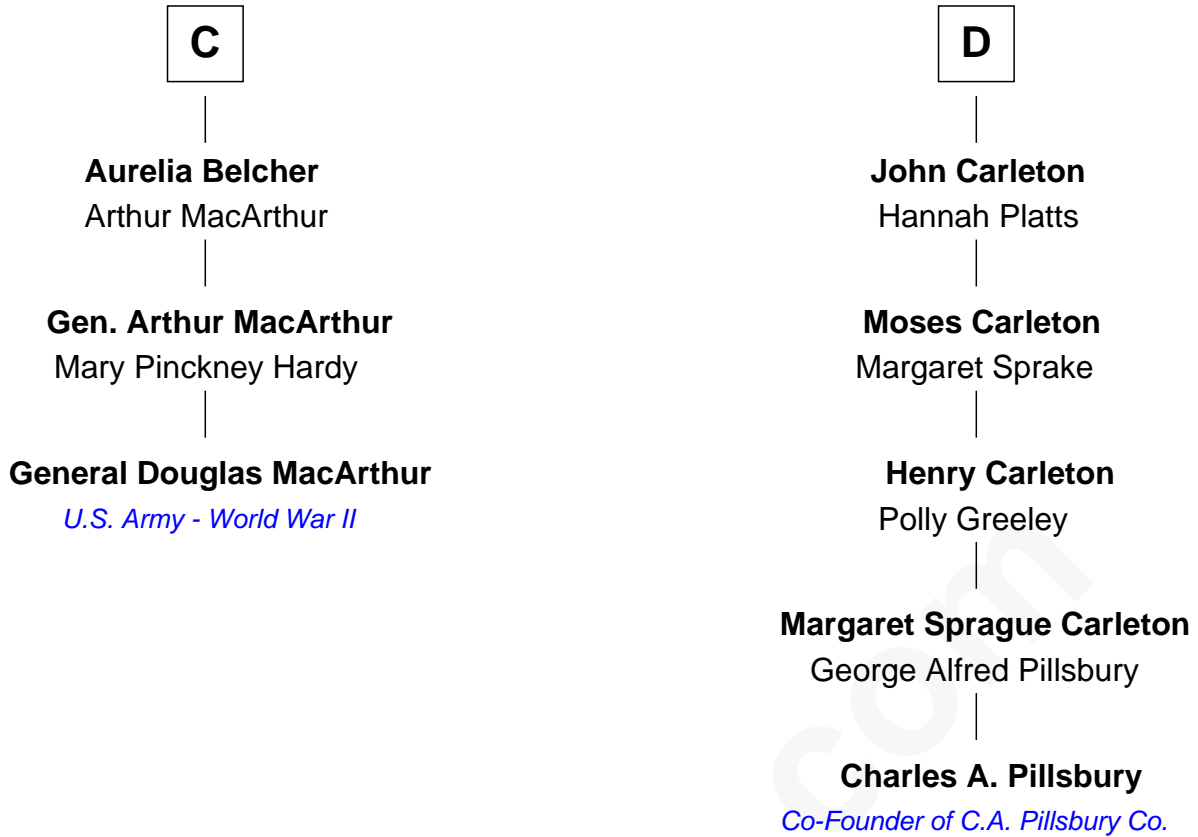 C
Aurelia Belcher
Arthur MacArthur
Gen. Arthur MacArthur
Mary Pinckney Hardy
General Douglas MacArthur
U.S. Army - World War II
D
John Carleton
Hannah Platts
Moses Carleton
Margaret Sprake
Henry Carleton
Polly Greeley
Margaret Sprague Carleton
George Alfred Pillsbury
Charles A. Pillsbury
Co-Founder of C.A. Pillsbury Co.
com